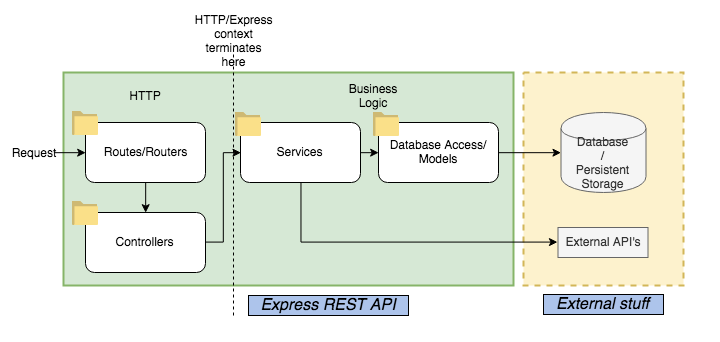 HTTP/Express
context
terminates
here
HTTP
Business
Logic
Request
Routes/Routers
Services
Database Access/
Models
Database
/
Persistent
Storage
Controllers
External API's
Express REST API
External stuff